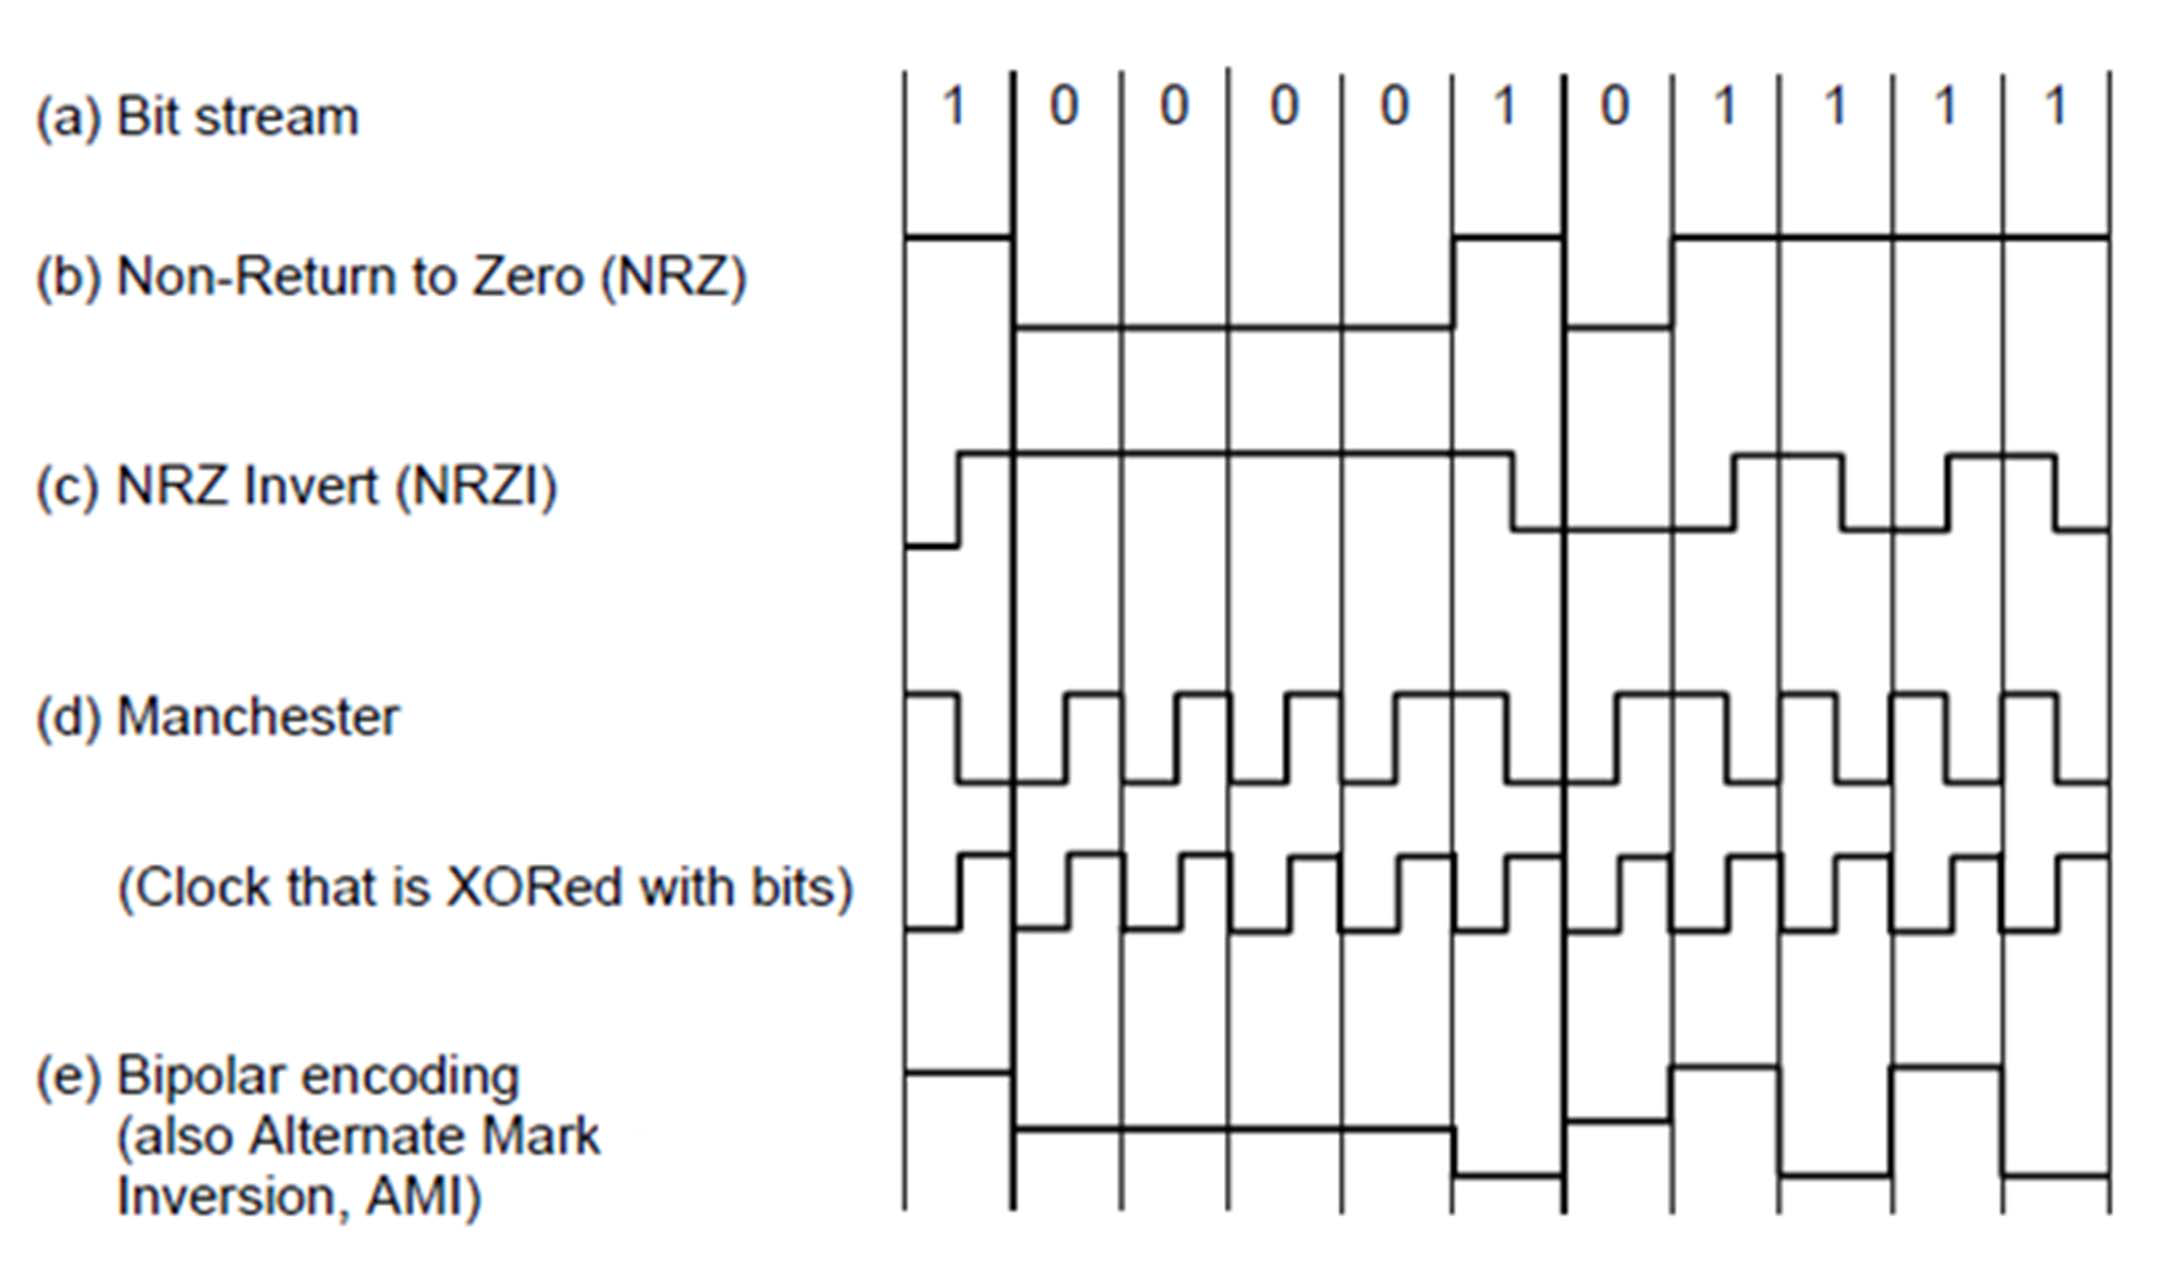 (a) Bit stream 1 0 0 0 0 1 0 1 1 1 1
(b) Non-Return to Zero (NRZ)
(c) NRZ Invert (NRZI)
(d) Manchester
(Clock that is XORed with bits)
(e) Bipolar encoding
(also Alternate Mark
Inversion, AMI)